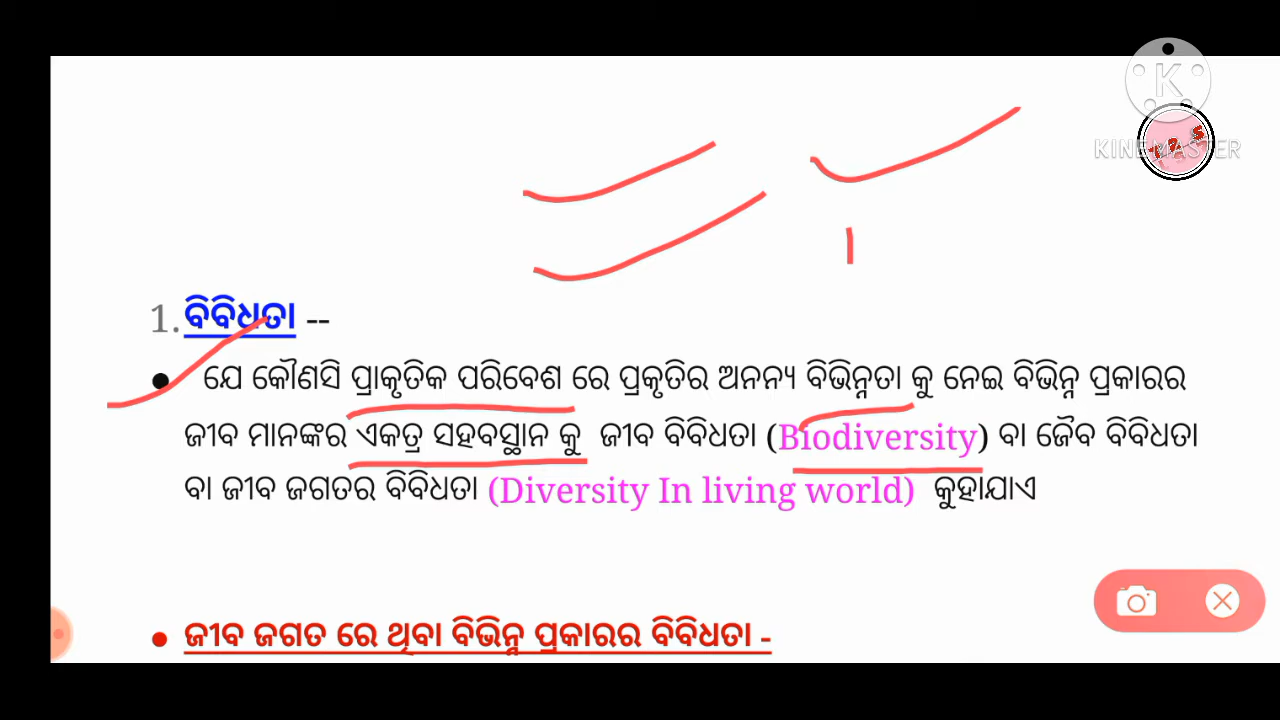 KINEMASTER
1. ବିବିଧତା --
ଯେ କୌଣସି ପ୍ରାକୃତିକ ପରିବେଶ ରେ ପ୍ରକୃତିର ଅନନ୍ୟ ବିଭିନ୍ନତା କୁ ନେଇ ବିଭିନ୍ନ ପ୍ରକାରର
ଜୀବ ମାନଙ୍କର ଏକତ୍ର ସହବସ୍ଥାନ କୁ ଜୀବ ବିବିଧତା (Biodiversity) ବା ଜୈବ ବିବିଧତା
ବା ଜୀବ ଜଗତର ବିବିଧତା (Diversity In living world) କୁହାଯାଏ
ଜୀବ ଜଗତ ରେ ଥିବା ବିଭିନ୍ନ ପ୍ରକାରର ବିବିଧତା -